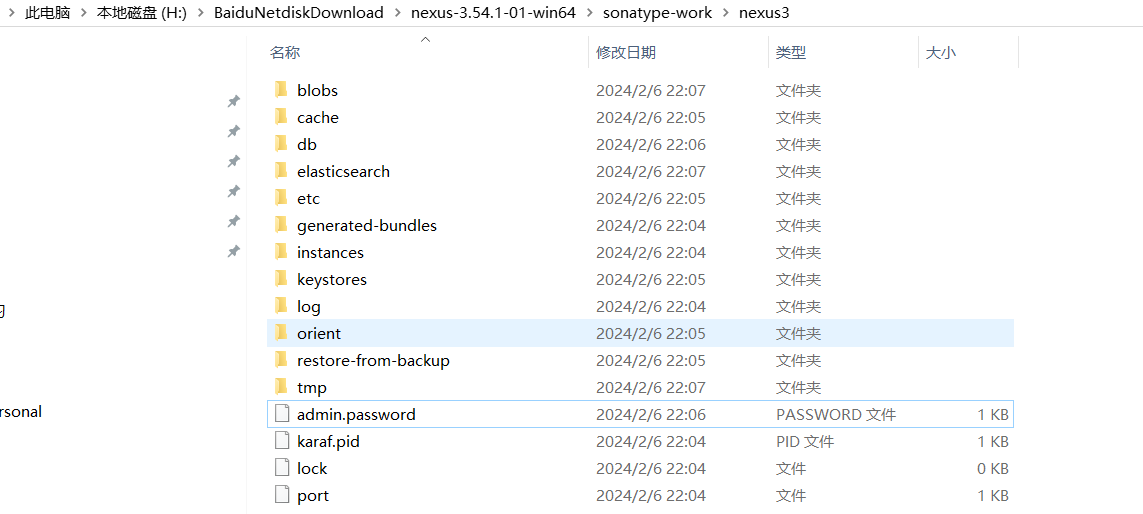 此电脑 > 本地磁盘 (H:) > BaiduNetdiskDownload > nexus-3.54.1-01-win64 > sonatype-work > nexus3
名称 修改日期 类型 大小
blobs 2024/2/6 22:07 文件夹
cache 2024/2/6 22:05 文件夹
db 2024/2/6 22:06 文件夹
elasticsearch 2024/2/6 22:07 文件夹
etc 2024/2/6 22:05 文件夹
generated-bundles 2024/2/6 22:04 文件夹
instances 2024/2/6 22:04 文件夹
keystores 2024/2/6 22:05 文件夹
log 2024/2/6 22:04 文件夹
orient 2024/2/6 22:05 文件夹
restore-from-backup 2024/2/6 22:05 文件夹
tmp 2024/2/6 22:07 文件夹
rsonal
admin.password 2024/2/6 22:06 PASSWORD 文件 1 KB
karaf.pid 2024/2/6 22:04 PID 文件 1 KB
lock 2024/2/6 22:04 文件 0 KB
port 2024/2/6 22:04 文件 1 KB